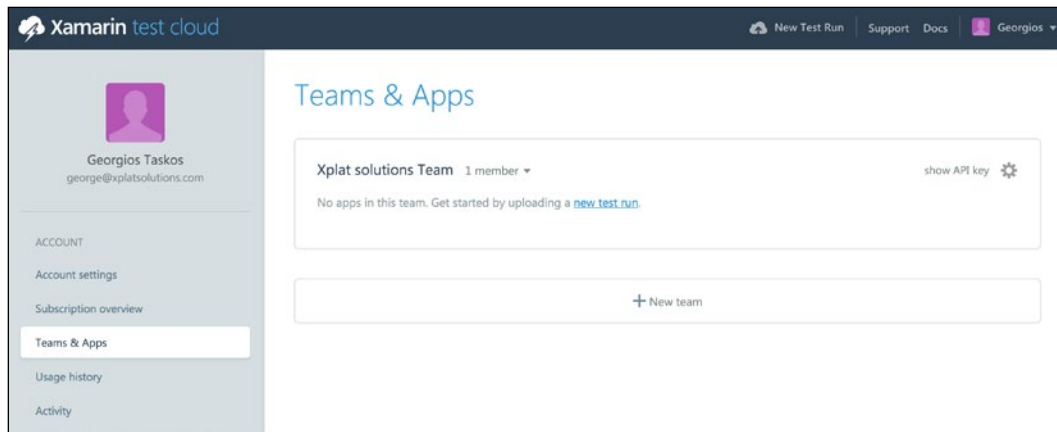 Xamarin test cloud
New Test Run Support Docs Georgios
Georgios Taskos
george@xplatsolutions.com
ACCOUNT
Account settings
Subscription overview
Teams & Apps
Usage history
Activity
Teams & Apps
Xplat solutions Team 1 member show API key
No apps in this team. Get started by uploading a new test run.
+ New team